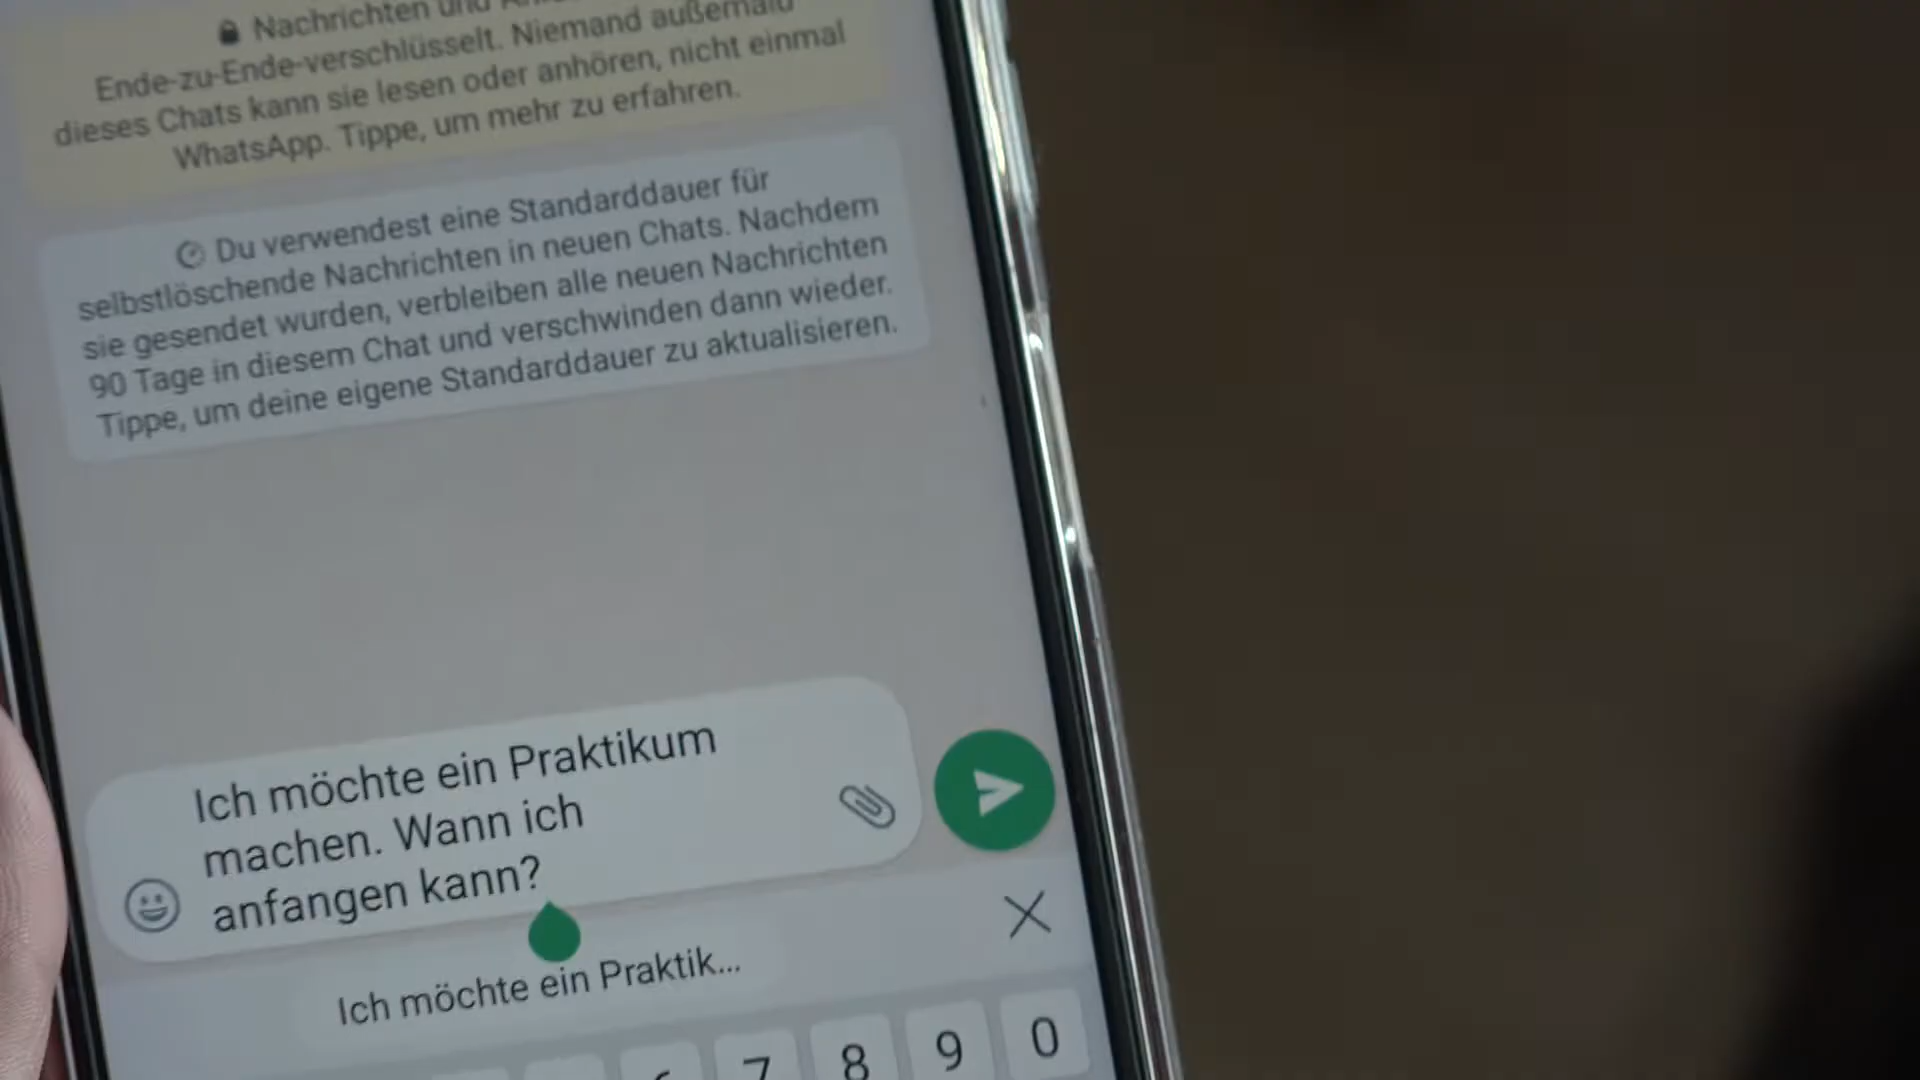 Nachrichten und
Ende-zu-Ende-verschlüsselt. Niemand außerhalb
dieses Chats kann sie lesen oder anhören, nicht einmal
WhatsApp. Tippe, um mehr zu erfahren.
Du verwendest eine Standarddauer für
selbstlöschende Nachrichten in neuen Chats. Nachdem
sie gesendet wurden, verbleiben alle neuen Nachrichten
90 Tage in diesem Chat und verschwinden dann wieder.
Tippe, um deine eigene Standarddauer zu aktualisieren.
Ich möchte ein Praktikum
machen. Wann ich
anfangen kann?
Ich möchte ein Praktik...
7 8 9 0